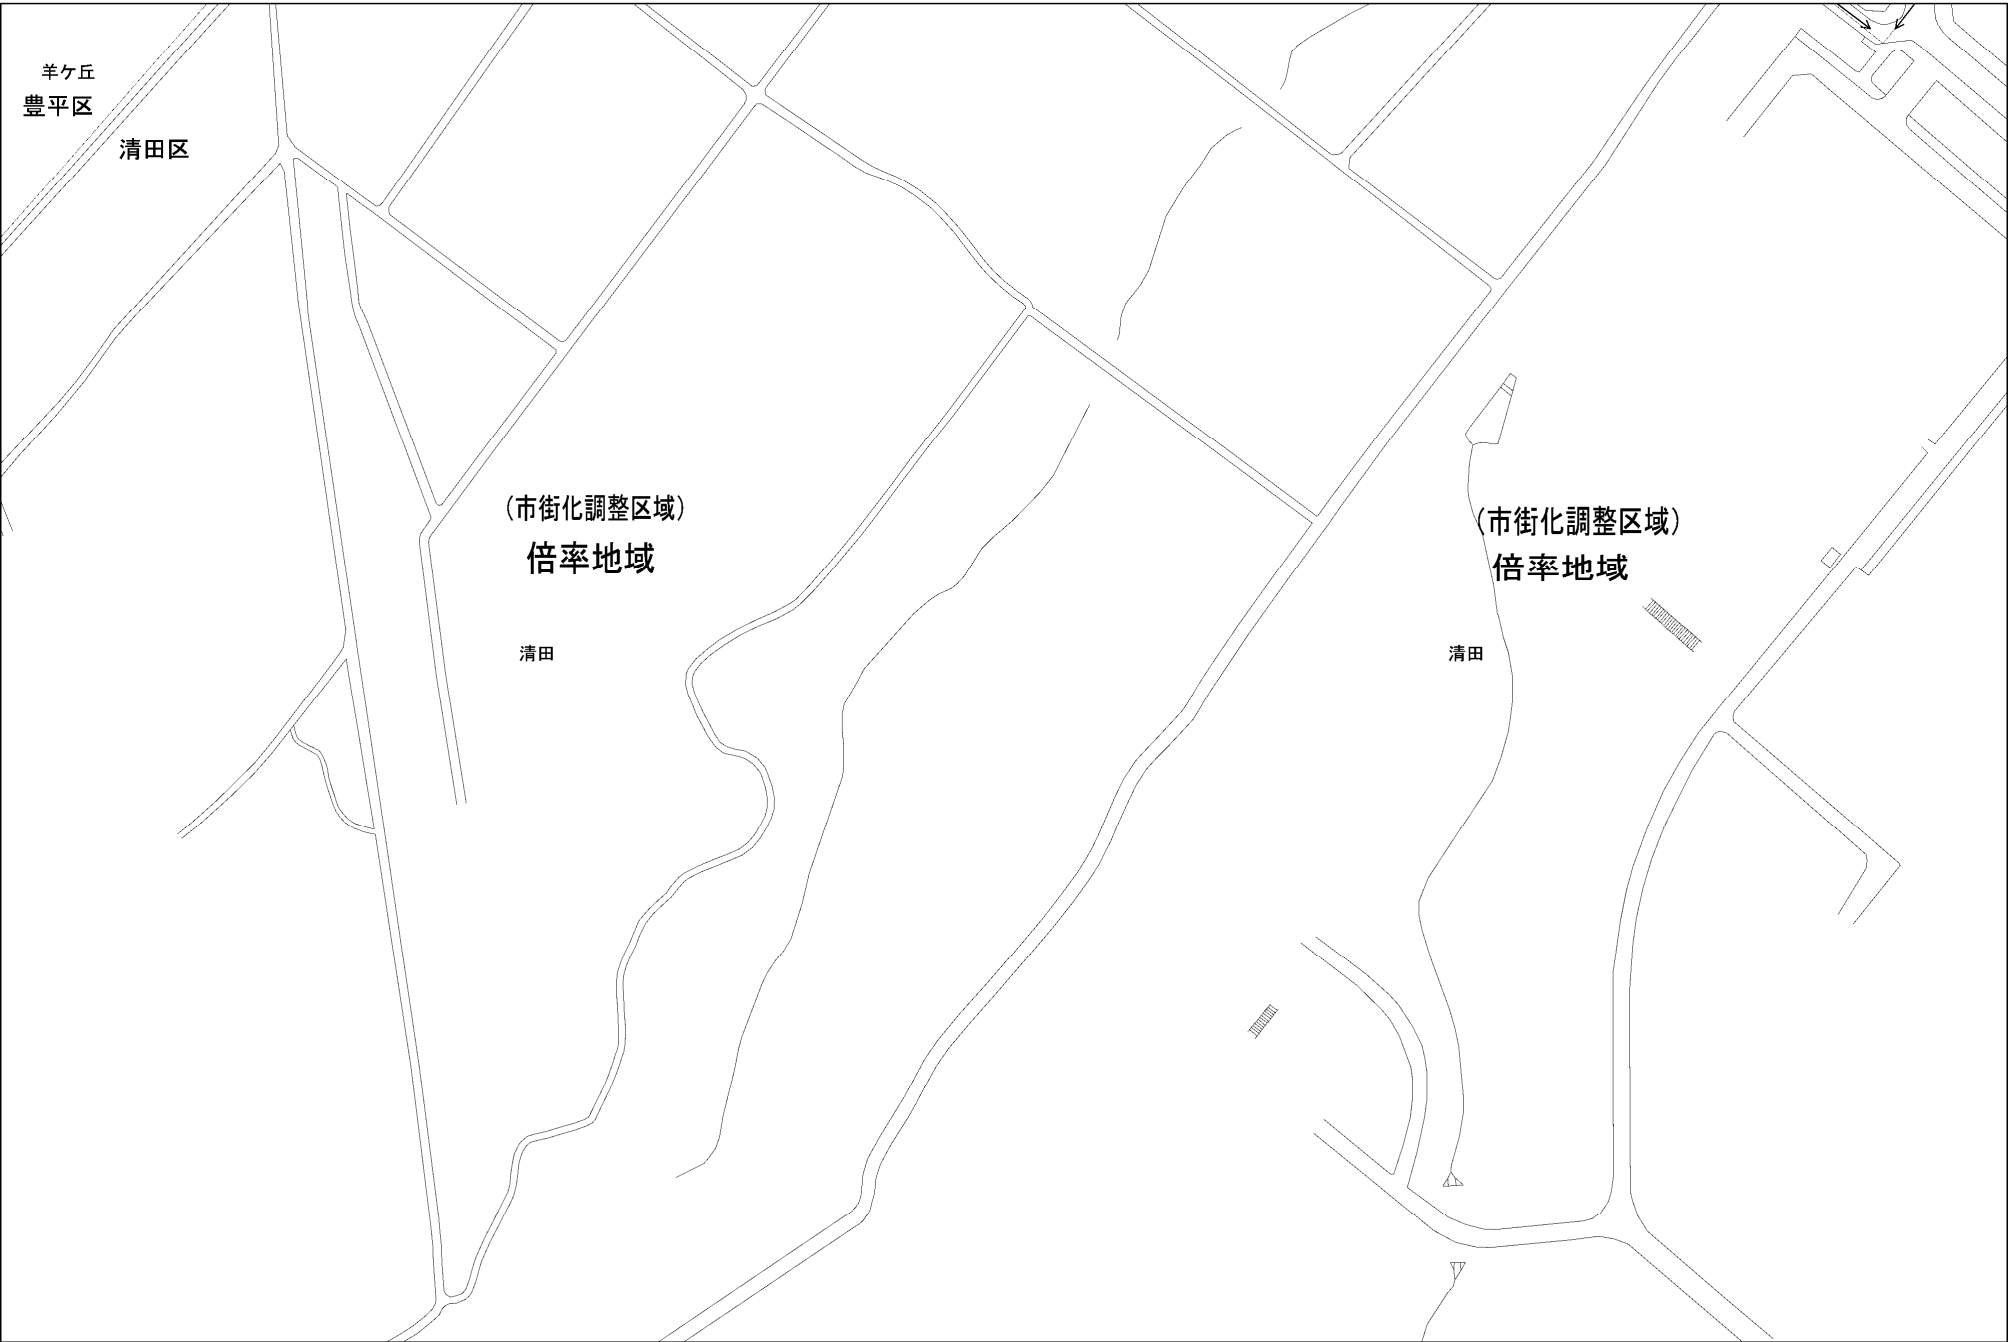 羊ケ丘
豊平区
清田区
(市街化調整区域)
倍率地域
清田
(市街化調整区域)
倍率地域
清田